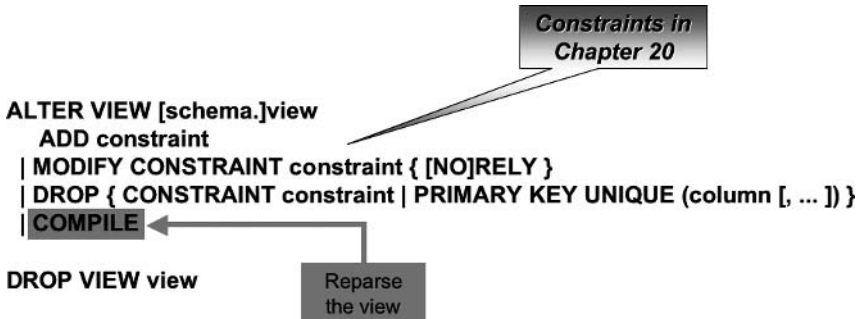 Constraints in
Chapter 20
ALTER VIEW [schema.]view
ADD constraint
| MODIFY CONSTRAINT constraint { [NO]RELY }
| DROP { CONSTRAINT constraint | PRIMARY KEY UNIQUE (column [, ... ]) }
| COMPILE
DROP VIEW view
Reparse
the view